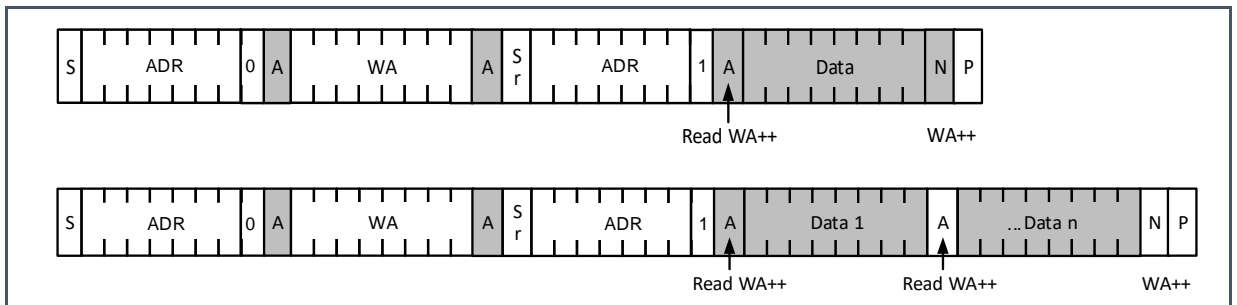 S ADR 0 A WA A Sr ADR 1 A Data N P
Read WA++ WA++
S ADR 0 A WA A Sr ADR 1 A Data 1 A ...Data n N P
Read WA++ Read WA++ WA++